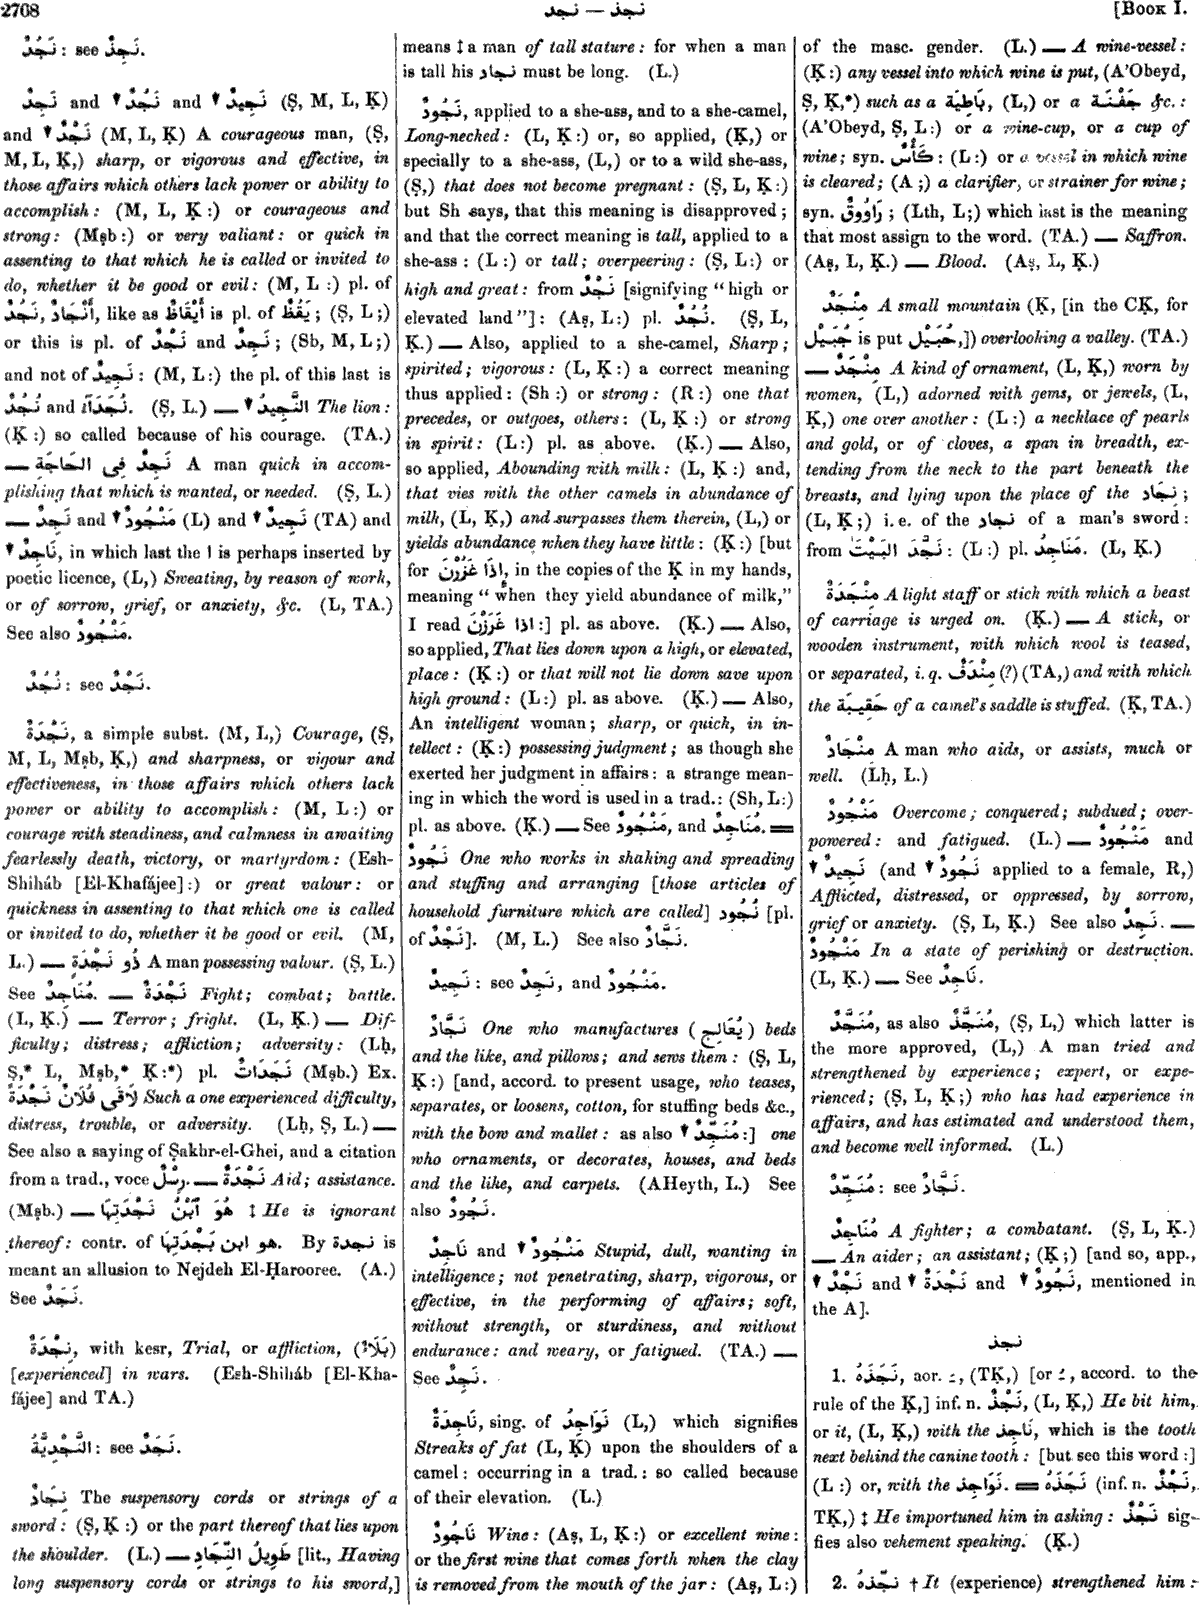 2708
نجد — نجذ
[BOOK I.
نَجُدٌ : see نَجِدٌ.
نَجِدٌ and ▼ نَجُدٌ and ▼ نَجِيدٌ (Ṣ, M, L, Ḳ)
and ▼ نَجْدٌ (M, L, Ḳ) A courageous man, (Ṣ,
M, L, Ḳ,) sharp, or vigorous and effective, in
those affairs which others lack power or ability to
accomplish : (M, L, Ḳ :) or courageous and
strong : (Mṣb :) or very valiant : or quick in
assenting to that which he is called or invited to
do, whether it be good or evil : (M, L :) pl. of
نَجُدٌ, أَنْجَادٌ, like as أَيْقَاظٌ is pl. of يَقُظٌ ; (Ṣ, L ;)
or this is pl. of نَجْدٌ and نَجِدٌ ; (Sb, M, L ;)
and not of نَجِيدٌ : (M, L :) the pl. of this last is
نُجُدٌ and نُجَدَآءُ. (Ṣ, L.) — ▼ النَّجِيدُ The lion :
(Ḳ :) so called because of his courage. (TA.)
— نَجِدٌ فِى الحَاجَةِ A man quick in accom-
plishing that which is wanted, or needed. (Ṣ, L.)
— نَجِدٌ and ▼ مَنْجُودٌ (L) and ▼ نَجِيدٌ (TA) and
▼ نَاجِدٌ, in which last the ا is perhaps inserted by
poetic licence, (L,) Sweating, by reason of work,
or of sorrow, grief, or anxiety, &c. (L, TA.)
See also مَنْجُودٌ.
نُجُدٌ : see نَجْدٌ.
نَجْدَةٌ, a simple subst. (M, L,) Courage, (Ṣ,
M, L, Mṣb, Ḳ,) and sharpness, or vigour and
effectiveness, in those affairs which others lack
power or ability to accomplish : (M, L :) or
courage with steadiness, and calmness in awaiting
fearlessly death, victory, or martyrdom : (Esh-
Shiháb [El-Khafájee] :) or great valour : or
quickness in assenting to that which one is called
or invited to do, whether it be good or evil. (M,
L.) — ذُو نَجْدَةٍ A man possessing valour. (Ṣ, L.)
See مُنَاجِدٌ. — نَجْدَةٌ Fight ; combat ; battle.
(L, Ḳ.) — Terror ; fright. (L, Ḳ.) — Dif-
ficulty ; distress ; affliction ; adversity : (Lḥ,
Ṣ,* L, Mṣb,* Ḳ :*) pl. نَجَدَاتٌ (Mṣb.) Ex.
لَاقَى فُلَانٌ نَجْدَةً Such a one experienced difficulty,
distress, trouble, or adversity. (Lḥ, Ṣ, L.) —
See also a saying of Ṣakhr-el-Ghei, and a citation
from a trad., voce رِسْلٌ. — نَجْدَةٌ Aid ; assistance.
(Mṣb.) — هُوَ ٱبْنُ نَجْدَتِهَا ‡ He is ignorant
thereof : contr. of هو ابن بَجْدَتِهَا. By نجدة is
meant an allusion to Nejdeh El-Ḥarooree. (A.)
See نَجَدٌ.
نِجْدَةٌ, with kesr, Trial, or affliction, (بَلَآءٌ)
[experienced] in wars. (Esh-Shiháb [El-Kha-
fájee] and TA.)
النَّجْدِيَّةُ : see نَجَدٌ.
نِجَادٌ The suspensory cords or strings of a
sword : (Ṣ, Ḳ :) or the part thereof that lies upon
the shoulder. (L.) — طَوِيلُ النِّجَادِ [lit., Having
long suspensory cords or strings to his sword,]
means ‡ a man of tall stature : for when a man
is tall his نجاد must be long. (L.)
نَجُودٌ, applied to a she-ass, and to a she-camel,
Long-necked : (L, Ḳ :) or, so applied, (Ḳ,) or
specially to a she-ass, (L,) or to a wild she-ass,
(Ṣ,) that does not become pregnant : (Ṣ, L, Ḳ :)
but Sh says, that this meaning is disapproved ;
and that the correct meaning is tall, applied to a
she-ass : (L :) or tall ; overpeering : (Ṣ, L :) or
high and great : from نَجْدٌ [signifying “ high or
elevated land ”] : (Aṣ, L :) pl. نُجُدٌ. (Ṣ, L,
Ḳ.) — Also, applied to a she-camel, Sharp ;
spirited ; vigorous : (L, Ḳ :) a correct meaning
thus applied : (Sh :) or strong : (R :) one that
precedes, or outgoes, others : (L, Ḳ :) or strong
in spirit : (L :) pl. as above. (Ḳ.) — Also,
so applied, Abounding with milk : (L, Ḳ :) and,
that vies with the other camels in abundance of
milk, (L, Ḳ,) and surpasses them therein, (L,) or
yields abundance when they have little : (Ḳ :) [but
for إِذَا غَزُرْنَ, in the copies of the Ḳ in my hands,
meaning “ when they yield abundance of milk,”
I read اذا غَرَزْنَ :] pl. as above. (Ḳ.) — Also,
so applied, That lies down upon a high, or elevated,
place : (Ḳ :) or that will not lie down save upon
high ground : (L :) pl. as above. (Ḳ.) — Also,
An intelligent woman ; sharp, or quick, in in-
tellect : (Ḳ :) possessing judgment ; as though she
exerted her judgment in affairs : a strange mean-
ing in which the word is used in a trad. : (Sh, L :)
pl. as above. (Ḳ.) — See مَنْجُودٌ, and مُنَاجِدٌ. ==
نَجُودٌ One who works in shaking and spreading
and stuffing and arranging [those articles of
household furniture which are called] نُجُود [pl.
of نَجْدٌ]. (M, L.) See also نَجَّادٌ.
نَجِيدٌ : see نَجِدٌ, and مَنْجُودٌ.
نَجَّادٌ One who manufactures (يُعَالِج) beds
and the like, and pillows ; and sews them : (Ṣ, L,
Ḳ :) [and, accord. to present usage, who teases,
separates, or loosens, cotton, for stuffing beds &c.,
with the bow and mallet : as also ▼ مُنَجِّدٌ :] one
who ornaments, or decorates, houses, and beds
and the like, and carpets. (AHeyth, L.) See
also نَجُودٌ.
نَاجِدٌ and ▼ مَنْجُودٌ Stupid, dull, wanting in
intelligence ; not penetrating, sharp, vigorous, or
effective, in the performing of affairs ; soft,
without strength, or sturdiness, and without
endurance : and weary, or fatigued. (TA.) —
See نَجِدٌ.
نَاجِدَةٌ, sing. of نَوَاجِدُ (L,) which signifies
Streaks of fat (L, Ḳ) upon the shoulders of a
camel : occurring in a trad. : so called because
of their elevation. (L.)
نَاجُودٌ Wine : (Aṣ, L, Ḳ :) or excellent wine :
or the first wine that comes forth when the clay
is removed from the mouth of the jar : (Aṣ, L :)
of the masc. gender. (L.) — A wine-vessel :
(Ḳ :) any vessel into which wine is put, (A’Obeyd,
Ṣ, Ḳ,*) such as a بَاطِيَة, (L,) or a جَفْنَة &c. :
(A’Obeyd, Ṣ, L :) or a wine-cup, or a cup of
wine ; syn. كَأْسٌ : (L :) or a vessel in which wine
is cleared ; (A ;) a clarifier, or strainer for wine ;
syn. رَاوُوقٌ ; (Lth, L ;) which last is the meaning
that most assign to the word. (TA.) — Saffron.
(Aṣ, L, Ḳ.) — Blood. (Aṣ, L, Ḳ.)
مِنْجَدٌ A small mountain (Ḳ, [in the CḲ, for
جُبَيْل is put حُبَيْل,]) overlooking a valley. (TA.)
— مِنْجَدٌ A kind of ornament, (L, Ḳ,) worn by
women, (L,) adorned with gems, or jewels, (L,
Ḳ,) one over another : (L :) a necklace of pearls
and gold, or of cloves, a span in breadth, ex-
tending from the neck to the part beneath the
breasts, and lying upon the place of the نِجَاد ;
(L, Ḳ ;) i. e. of the نجاد of a man’s sword :
from نَجَّدَ البَيْتَ : (L :) pl. مَنَاجِدُ. (L, Ḳ.)
مِنْجَدَةٌ A light staff or stick with which a beast
of carriage is urged on. (Ḳ.) — A stick, or
wooden instrument, with which wool is teased,
or separated, i. q. مِنْدَفٌ (?) (TA,) and with which
the حَقِيبَة of a camel’s saddle is stuffed. (Ḳ, TA.)
مِنْجَادٌ A man who aids, or assists, much or
well. (Lḥ, L.)
مَنْجُودٌ Overcome ; conquered ; subdued ; over-
powered : and fatigued. (L.) — مَنْجُودٌ and
▼ نَجِيدٌ (and ▼ نَجُودٌ applied to a female, R,)
Afflicted, distressed, or oppressed, by sorrow,
grief or anxiety. (Ṣ, L, Ḳ.) See also نَجِدٌ. —
مَنْجُودٌ In a state of perishing or destruction.
(L, Ḳ.) — See نَاجِدٌ.
مُنَجَّدٌ, as also مُنَجَّذٌ, (Ṣ, L,) which latter is
the more approved, (L,) A man tried and
strengthened by experience ; expert, or expe-
rienced ; (Ṣ, L, Ḳ ;) who has had experience in
affairs, and has estimated and understood them,
and become well informed. (L.)
مُنَجِّدٌ : see نَجَّادٌ.
مُنَاجِدٌ A fighter ; a combatant. (Ṣ, L, Ḳ.)
— An aider ; an assistant ; (Ḳ ;) [and so, app.,
▼ نَجْدٌ and ▼ نَجْدَةٌ and ▼ نَجُودٌ, mentioned in
the A].
نجذ
1. نَجَذَهُ, aor. ـِ, (TḲ,) [or ـُ, accord. to the
rule of the Ḳ,] inf. n. نَجْذٌ, (L, Ḳ,) He bit him,
or it, (L, Ḳ,) with the نَاجِذ, which is the tooth
next behind the canine tooth : [but see this word :]
(L :) or, with the نَوَاجِذ. == نَجَذَهُ (inf. n. نَجْذٌ,
TḲ,) ‡ He importuned him in asking : نَجْذٌ sig-
fies also vehement speaking. (Ḳ.)
2. نجّذهُ † It (experience) strengthened him :